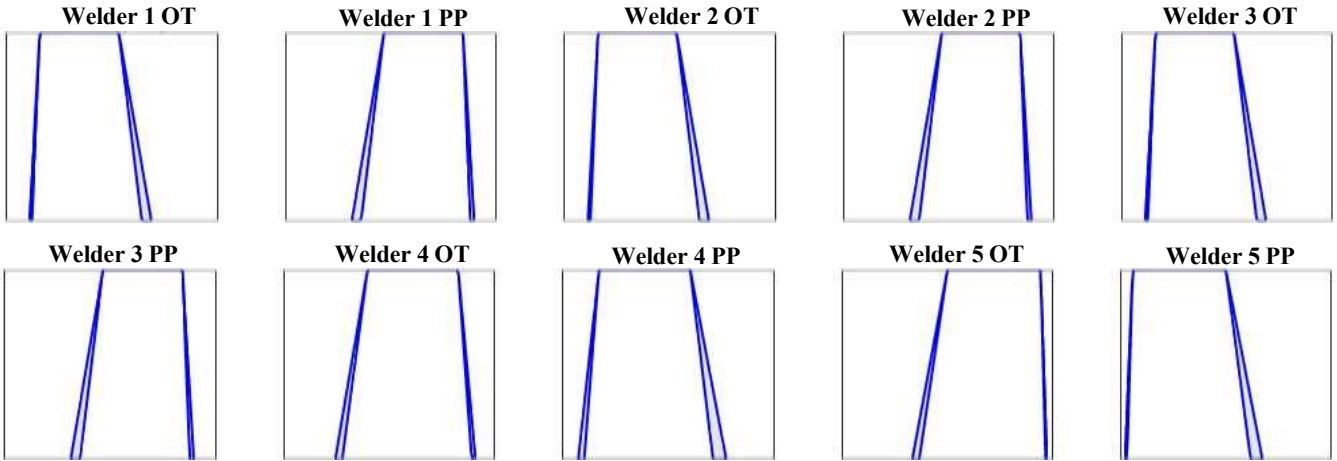 Welder 1 OT
Welder 1 PP
Welder 2 OT
Welder 2 PP
Welder 3 OT
Welder 3 PP
Welder 4 OT
Welder 4 PP
Welder 5 OT
Welder 5 PP